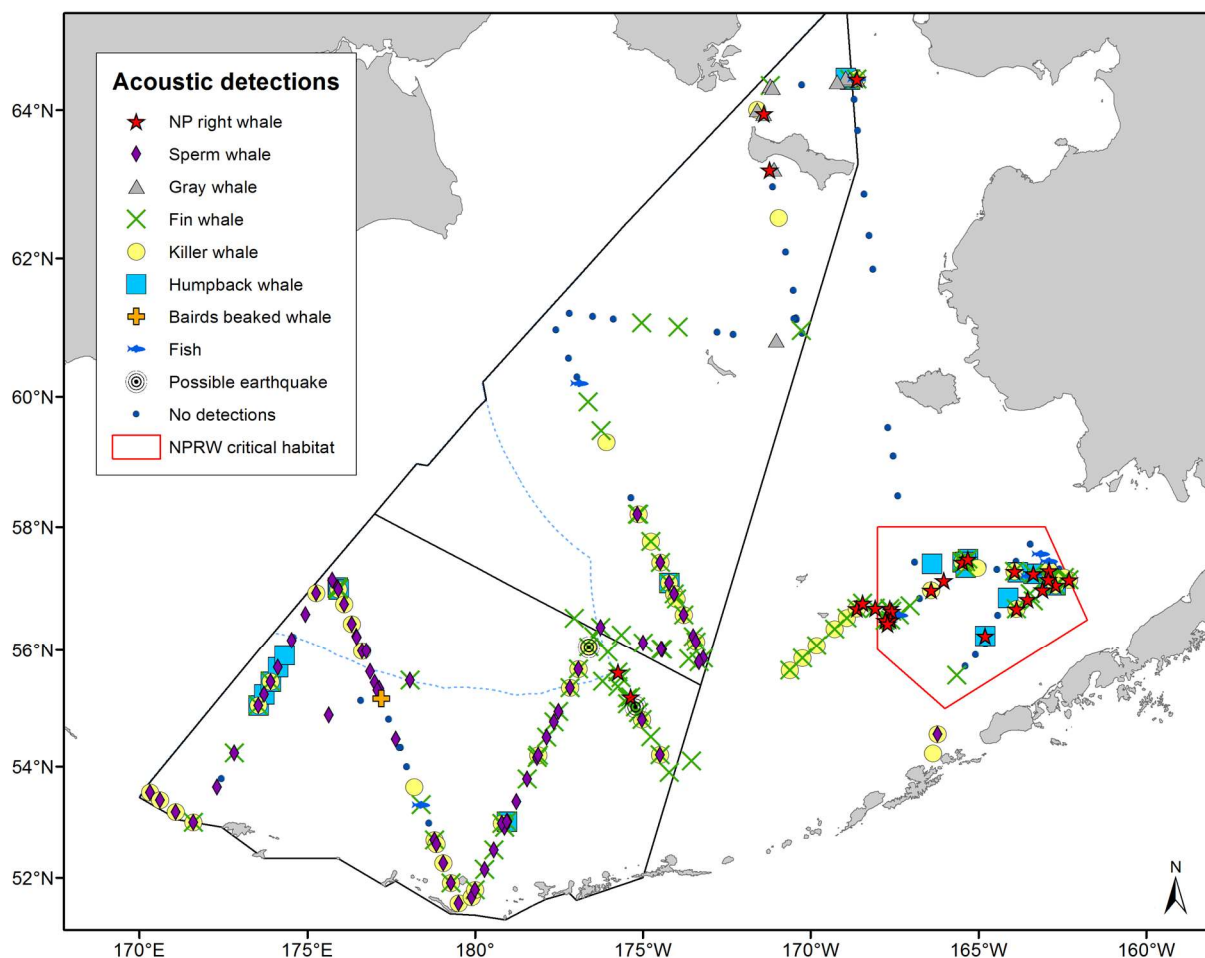 Acoustic detections
NP right whale
Sperm whale
Gray whale
Fin whale
Killer whale
Humpback whale
Bairds beaked whale
Fish
Possible earthquake
No detections
NPRW critical habitat
64°N
62°N
60°N
58°N
56°N
54°N
52°N
N
170°E
175°E
180°
175°W
170°W
165°W
160°W